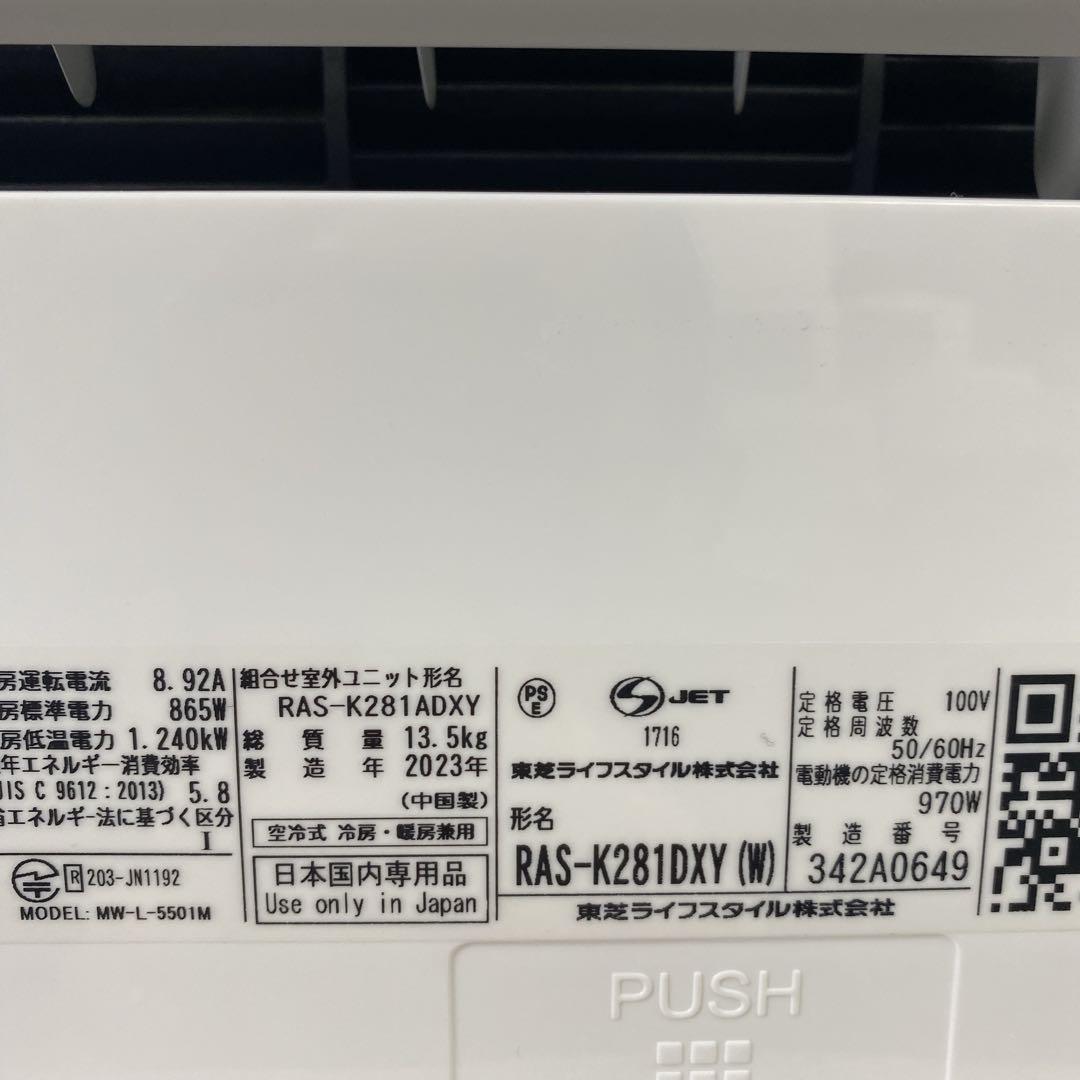 房運転電流 8.92A
房標準電力 865W
房低温電力 1.240kW
年エネルギー消費効率
JIS C 9612:2013) 5.8
エネルギー法に基づく区分
I
R 203-JN1192
MODEL: MW-L-5501M
組合せ室外ユニット形名
RAS-K281ADXY
総質量 13.5kg
製造年 2023年
(中国製)
空冷式 冷房・暖房兼用
日本国内専用品
Use only in Japan
PSE JET
1716
東芝ライフスタイル株式会社
形名
RAS-K281DXY(W)
東芝ライフスタイル株式会社
定格電圧 100V
定格周波数
50/60Hz
電動機の定格消費電力
970W
製造番号
342A0649
PUSH